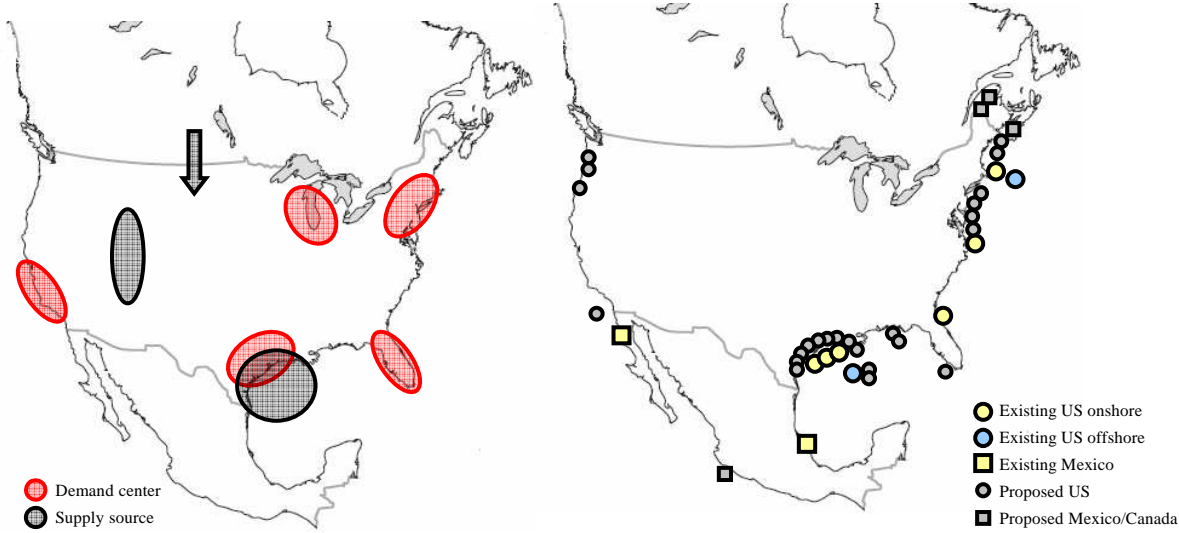 Demand center
Supply source
Existing US onshore
Existing US offshore
Existing Mexico
Proposed US
Proposed Mexico/Canada